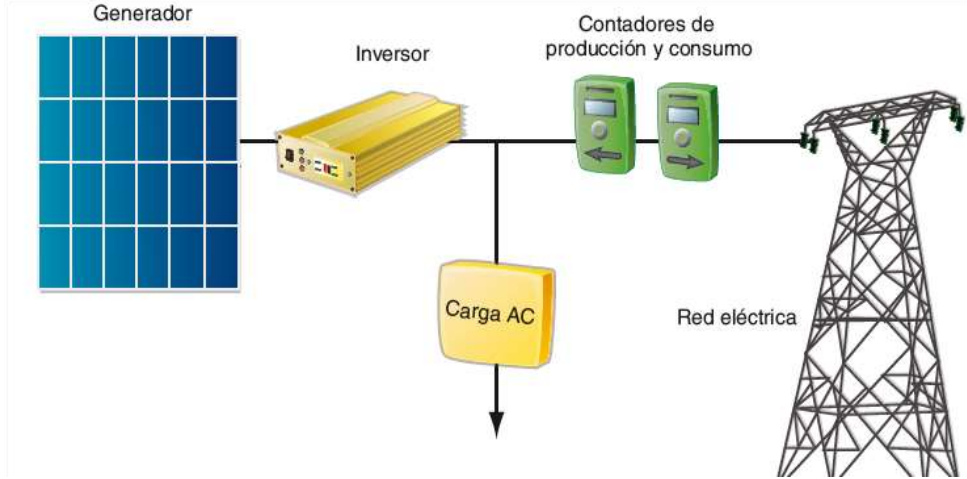 Generador
Inversor
Contadores de
producción y consumo
Carga AC
Red eléctrica